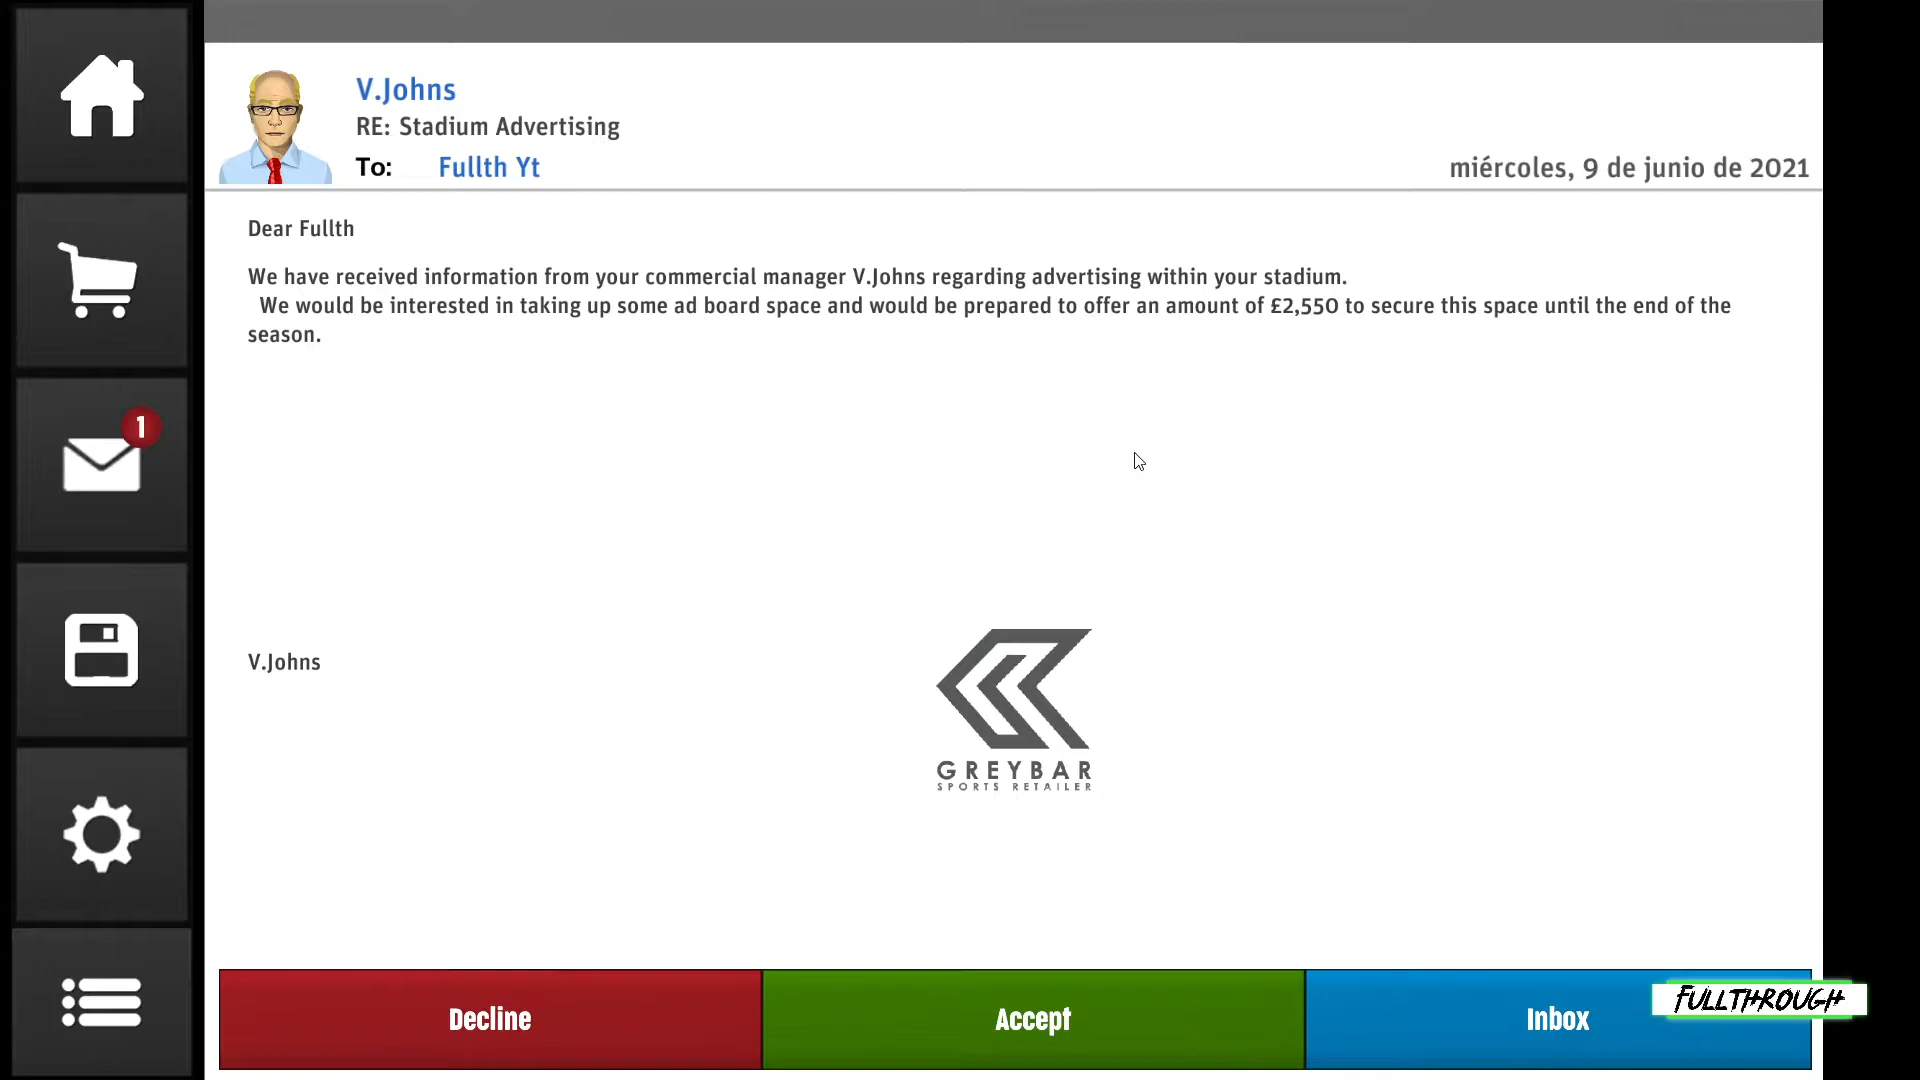 V.Johns
RE: Stadium Advertising
To: Fullth Yt
miércoles, 9 de junio de 2021
1
Dear Fullth
We have received information from your commercial manager V.Johns regarding advertising within your stadium.
We would be interested in taking up some ad board space and would be prepared to offer an amount of £2,550 to secure this space until the end of the
season.
V.Johns
GREYBAR
SPORTS RETAILER
Decline
Accept
Inbox
FULLTHROUGH